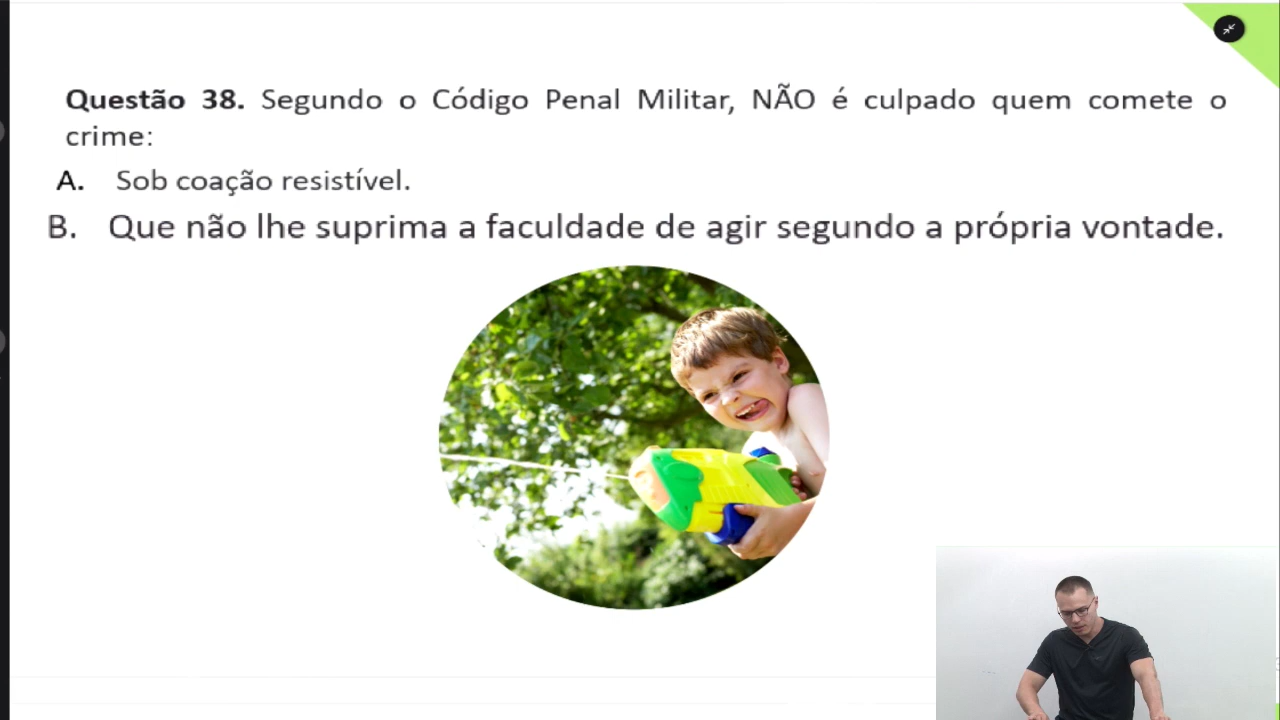 Questão 38. Segundo o Código Penal Militar, NÃO é culpado quem comete o
crime:
A. Sob coação resistível.
B. Que não lhe suprima a faculdade de agir segundo a própria vontade.